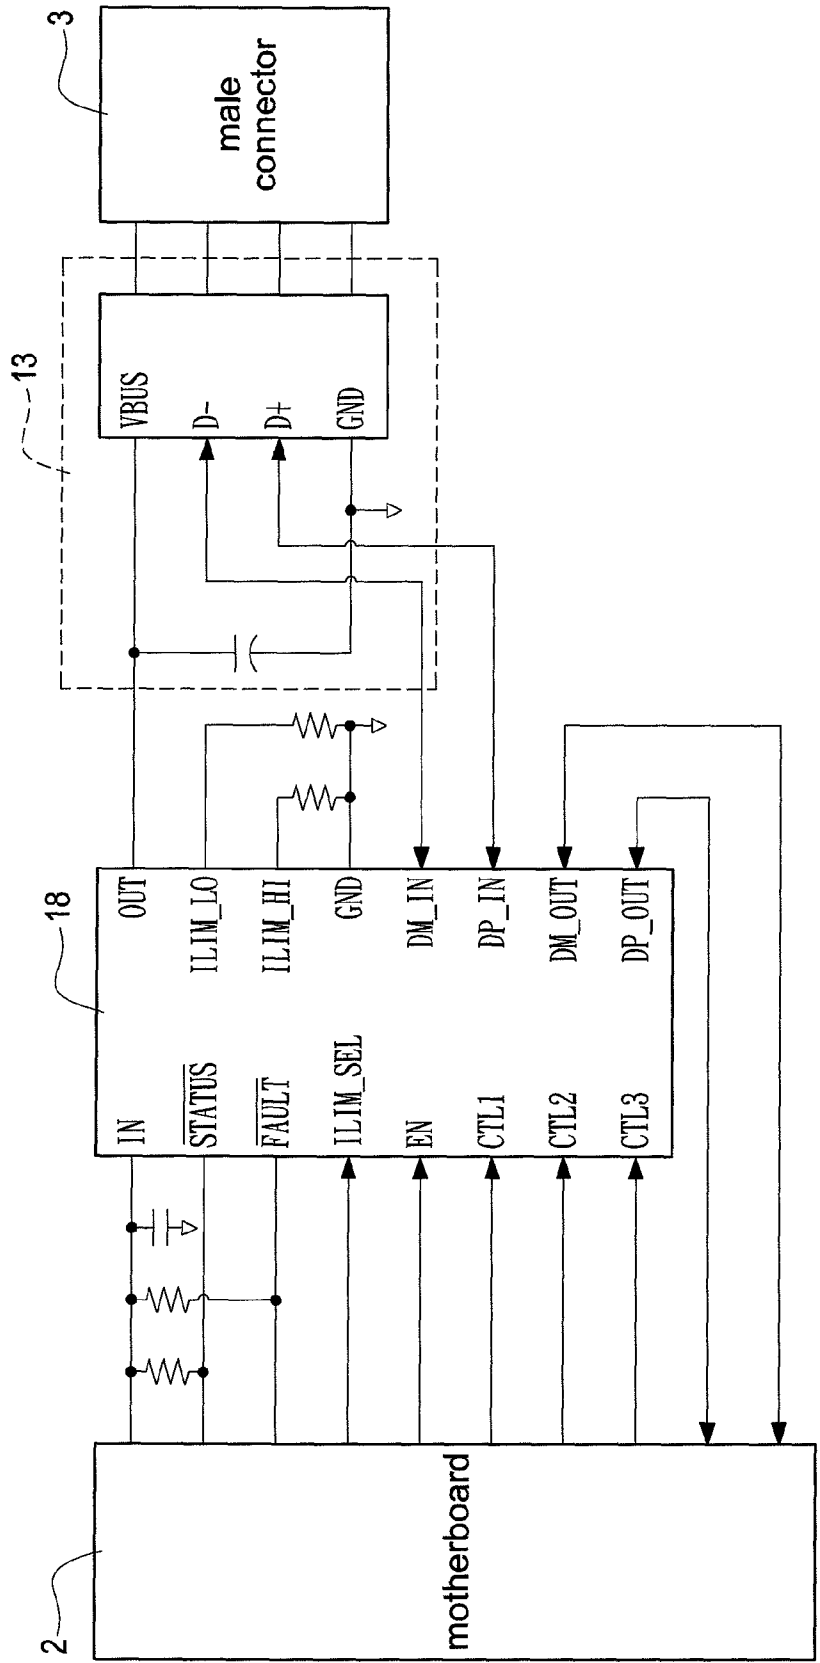 2
motherboard
18
IN
STATUS
FAULT
ILIM_SEL
EN
CTL1
CTL2
CTL3
OUT
ILIM_LO
ILIM_HI
GND
DM_IN
DP_IN
DM_OUT
DP_OUT
13
VBUS
D-
D+
GND
3
male
connector